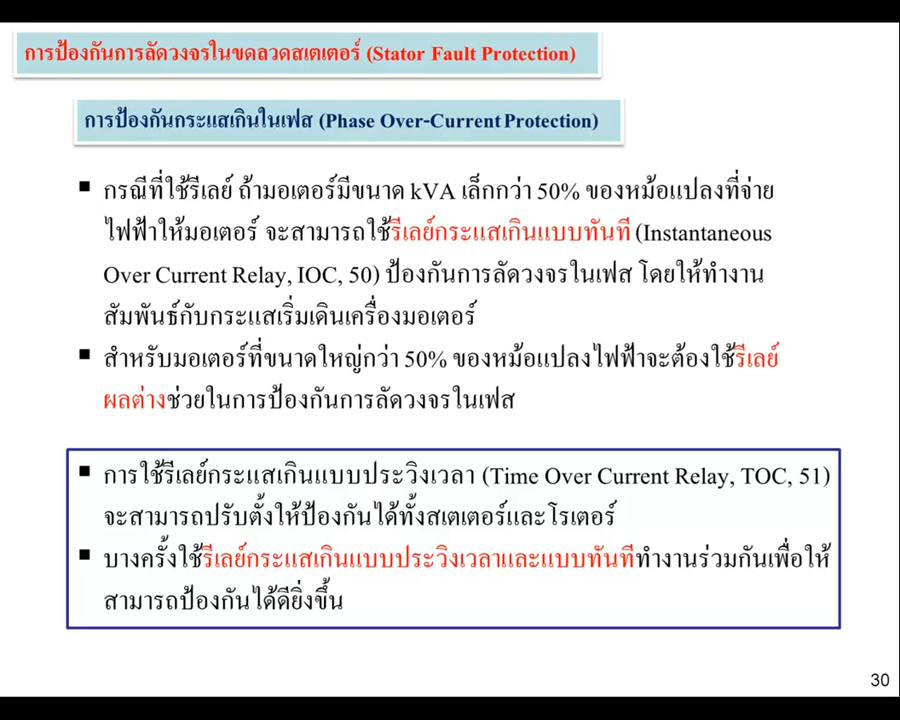 การป้องกันการลัดวงจรในขดลวดสเตเตอร์ (Stator Fault Protection)
การป้องกันกระแสเกินในเฟส (Phase Over-Current Protection)
▪ กรณีที่ใช้รีเลย์ ถ้ามอเตอร์มีขนาด kVA เล็กกว่า 50% ของหม้อแปลงที่จ่าย
ไฟฟ้าให้มอเตอร์ จะสามารถใช้รีเลย์กระแสเกินแบบทันที (Instantaneous
Over Current Relay, IOC, 50) ป้องกันการลัดวงจรในเฟส โดยให้ทำงาน
สัมพันธ์กับกระแสเริ่มเดินเครื่องมอเตอร์
▪ สำหรับมอเตอร์ที่ขนาดใหญ่กว่า 50% ของหม้อแปลงไฟฟ้าจะต้องใช้รีเลย์
ผลต่างช่วยในการป้องกันการลัดวงจรในเฟส
▪ การใช้รีเลย์กระแสเกินแบบประวิงเวลา (Time Over Current Relay, TOC, 51)
จะสามารถปรับตั้งให้ป้องกันได้ทั้งสเตเตอร์และโรเตอร์
▪ บางครั้งใช้รีเลย์กระแสเกินแบบประวิงเวลาและแบบทันทีทำงานร่วมกันเพื่อให้
สามารถป้องกันได้ดียิ่งขึ้น
30